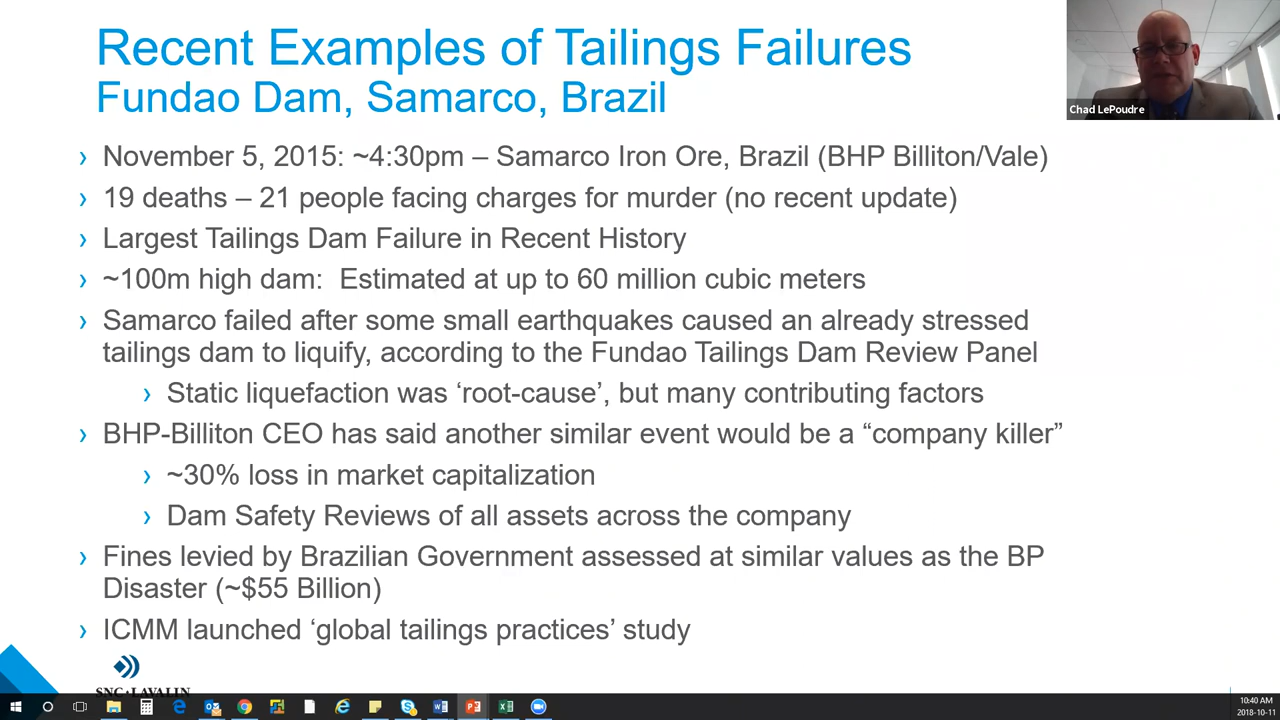 Recent Examples of Tailings Failures
Fundao Dam, Samarco, Brazil
Chad LePoudre
› November 5, 2015: ~4:30pm – Samarco Iron Ore, Brazil (BHP Billiton/Vale)
› 19 deaths – 21 people facing charges for murder (no recent update)
› Largest Tailings Dam Failure in Recent History
› ~100m high dam:  Estimated at up to 60 million cubic meters
› Samarco failed after some small earthquakes caused an already stressed
tailings dam to liquify, according to the Fundao Tailings Dam Review Panel
› Static liquefaction was ‘root-cause’, but many contributing factors
› BHP-Billiton CEO has said another similar event would be a “company killer”
› ~30% loss in market capitalization
› Dam Safety Reviews of all assets across the company
› Fines levied by Brazilian Government assessed at similar values as the BP
Disaster (~$55 Billion)
› ICMM launched ‘global tailings practices’ study
SNC•LAVALIN
10:40 AM
2018-10-11